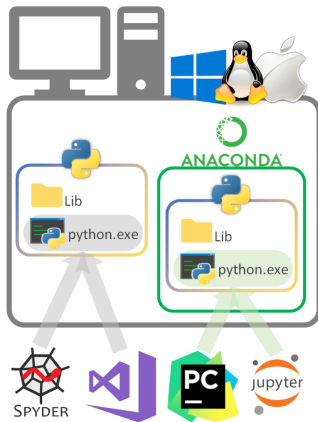 ANACONDA®
Lib
python.exe
Lib
python.exe
SPYDER
PC
jupyter